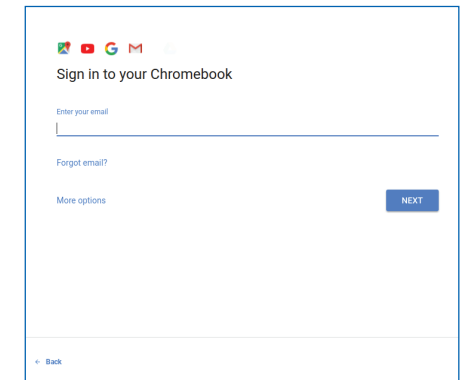 Sign in to your Chromebook
Enter your email
Forgot email?
More options
NEXT
← Back